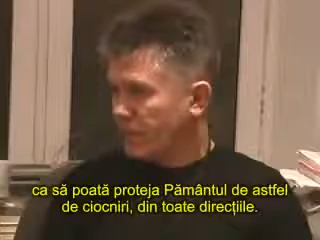 ca să poată proteja Pământul de astfel
de ciocniri, din toate direcțiile.